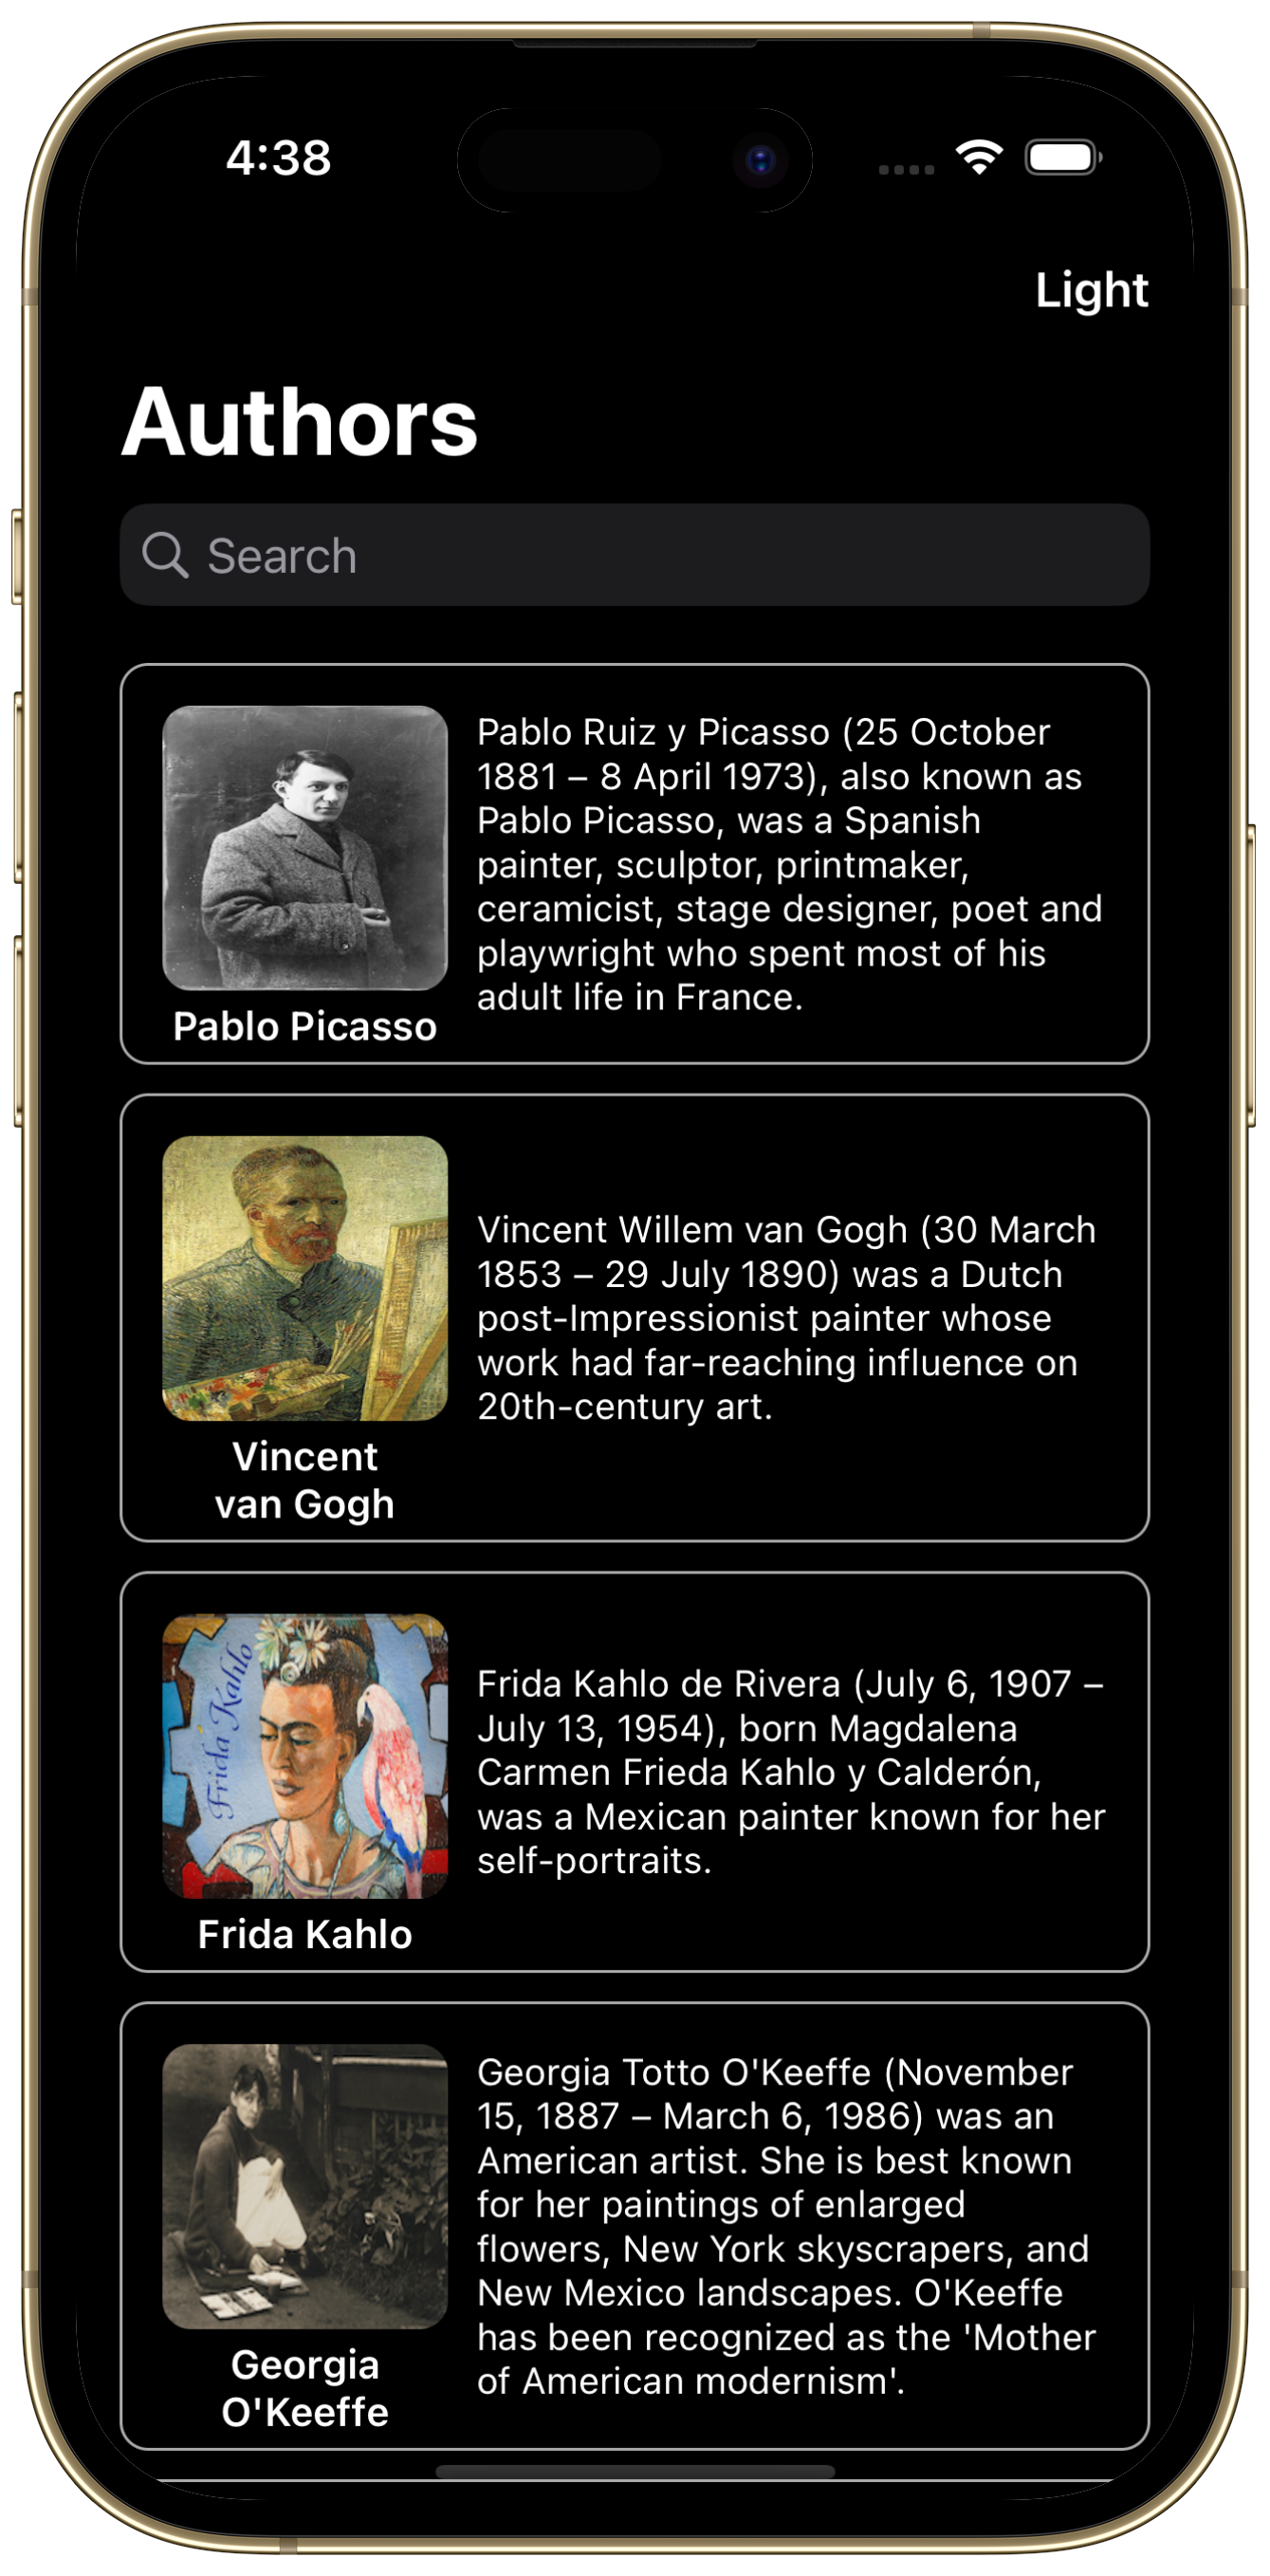 4:38
Light
Authors
Search
Pablo Ruiz y Picasso (25 October
1881 – 8 April 1973), also known as
Pablo Picasso, was a Spanish
painter, sculptor, printmaker,
ceramicist, stage designer, poet and
playwright who spent most of his
adult life in France.
Pablo Picasso
Vincent Willem van Gogh (30 March
1853 – 29 July 1890) was a Dutch
post-Impressionist painter whose
work had far-reaching influence on
20th-century art.
Vincent
van Gogh
Frida Kahlo
Frida Kahlo de Rivera (July 6, 1907 –
July 13, 1954), born Magdalena
Carmen Frieda Kahlo y Calderón,
was a Mexican painter known for her
self-portraits.
Frida Kahlo
Georgia Totto O'Keeffe (November
15, 1887 – March 6, 1986) was an
American artist. She is best known
for her paintings of enlarged
flowers, New York skyscrapers, and
New Mexico landscapes. O'Keeffe
has been recognized as the 'Mother
of American modernism'.
Georgia
O'Keeffe